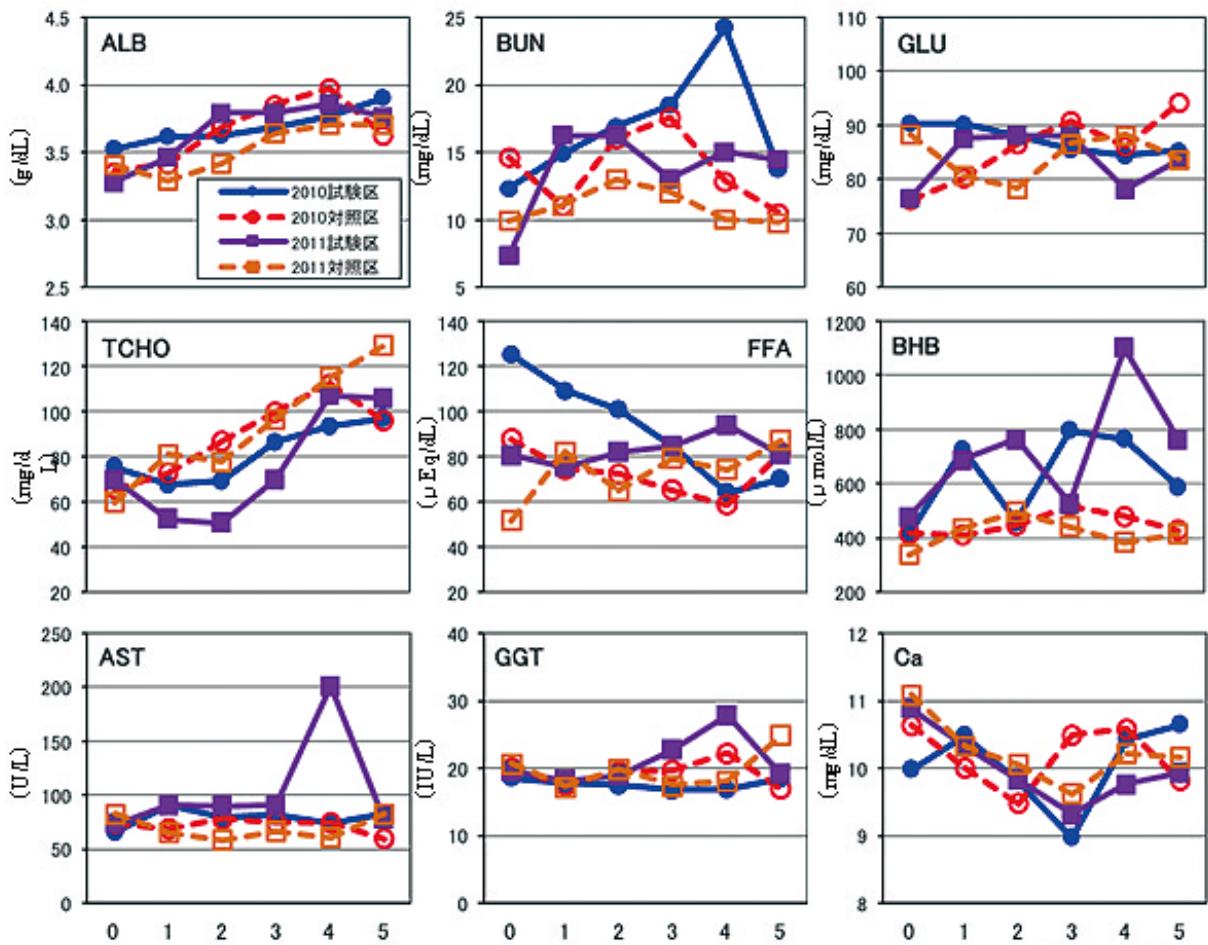 ALB
(g/dL)
4.5
4.0
3.5
3.0
2.5
2010試験区
2010対照区
2011試験区
2011対照区
BUN
(mg/dL)
25
20
15
10
5
GLU
(mg/dL)
110
100
90
80
70
60
TCHO
(mg/dL)
140
120
100
80
60
40
20
FFA
(μEq/dL)
140
120
100
80
60
40
20
BHB
(μmol/L)
1200
1000
800
600
400
200
AST
(IU/L)
250
200
150
100
50
0
0 1 2 3 4 5
GGT
(IU/L)
40
30
20
10
0
0 1 2 3 4 5
Ca
(mg/dL)
12
11
10
9
8
0 1 2 3 4 5